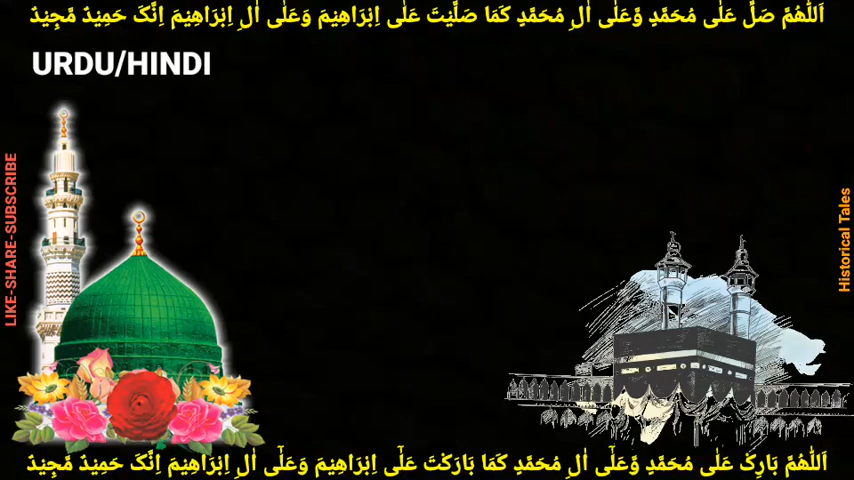 اَللّٰهُمَّ صَلِّ عَلٰى مُحَمَّدٍ وَّعَلٰى اٰلِ مُحَمَّدٍ كَمَا صَلَّيْتَ عَلٰى اِبْرَاهِيْمَ وَعَلٰى اٰلِ اِبْرَاهِيْمَ اِنَّکَ حَمِيْدٌ مَّجِيْدٌ
URDU/HINDI
LIKE-SHARE-SUBSCRIBE
Historical Tales
اَللّٰهُمَّ بَارِکْ عَلٰى مُحَمَّدٍ وَّعَلٰٓى اٰلِ مُحَمَّدٍ كَمَا بَارَكْتَ عَلٰٓى اِبْرَاهِيْمَ وَعَلٰٓى اٰلِ اِبْرَاهِيْمَ اِنَّکَ حَمِيْدٌ مَّجِيْدٌ